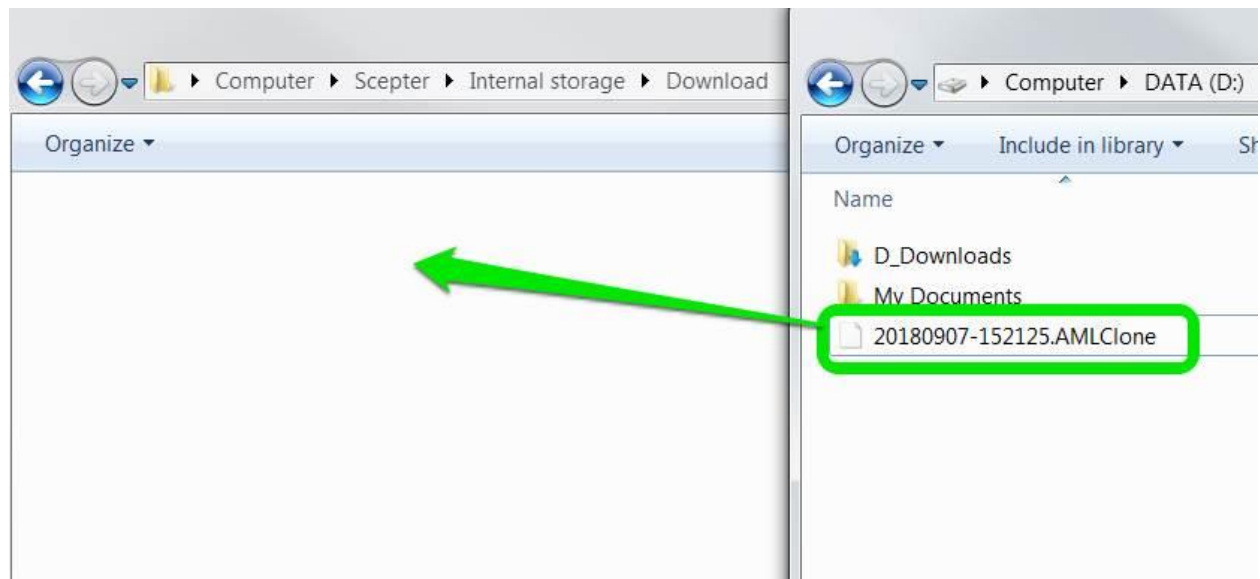 Computer Scepter Internal storage Download
Organize
Computer DATA (D:)
Organize Include in library Sh
Name
D_Downloads
My Documents
20180907-152125.AMLClone